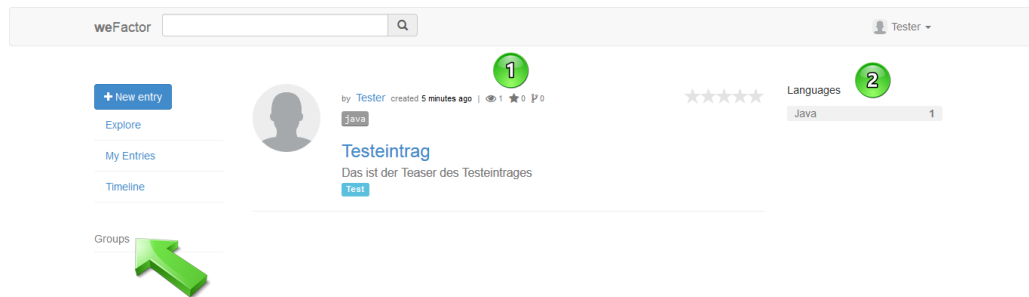 weFactor
Tester
1
2
+ New entry
Explore
My Entries
Timeline
Groups
by Tester created 5 minutes ago | 1 0 0
java
Testeintrag
Das ist der Teaser des Testeintrages
Test
Languages
Java 1